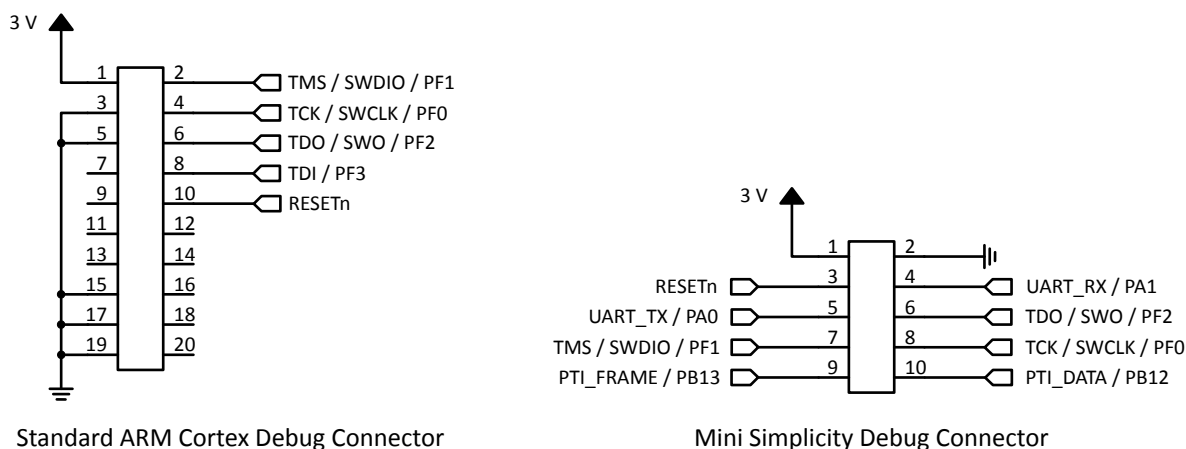 3 V
1 2 TMS / SWDIO / PF1
3 4 TCK / SWCLK / PF0
5 6 TDO / SWO / PF2
7 8 TDI / PF3
9 10 RESETn
11 12
13 14
15 16
17 18
19 20
Standard ARM Cortex Debug Connector
3 V
1 2
RESETn 3 4 UART_RX / PA1
UART_TX / PA0 5 6 TDO / SWO / PF2
TMS / SWDIO / PF1 7 8 TCK / SWCLK / PF0
PTI_FRAME / PB13 9 10 PTI_DATA / PB12
Mini Simplicity Debug Connector